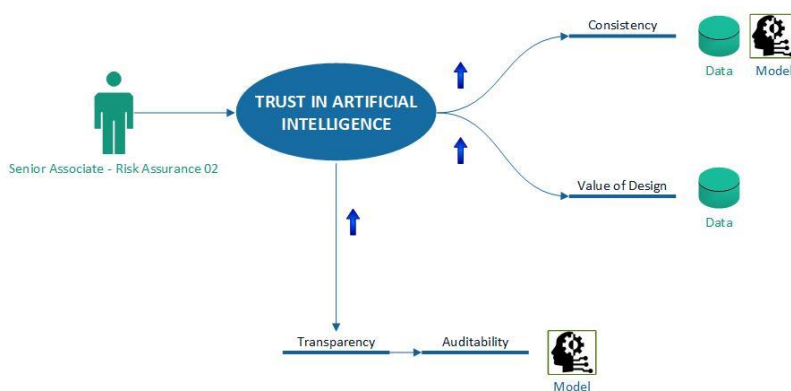 Consistency
Data
Model
TRUST IN ARTIFICIAL
INTELLIGENCE
Senior Associate - Risk Assurance 02
Value of Design
Data
Transparency
Auditability
Model